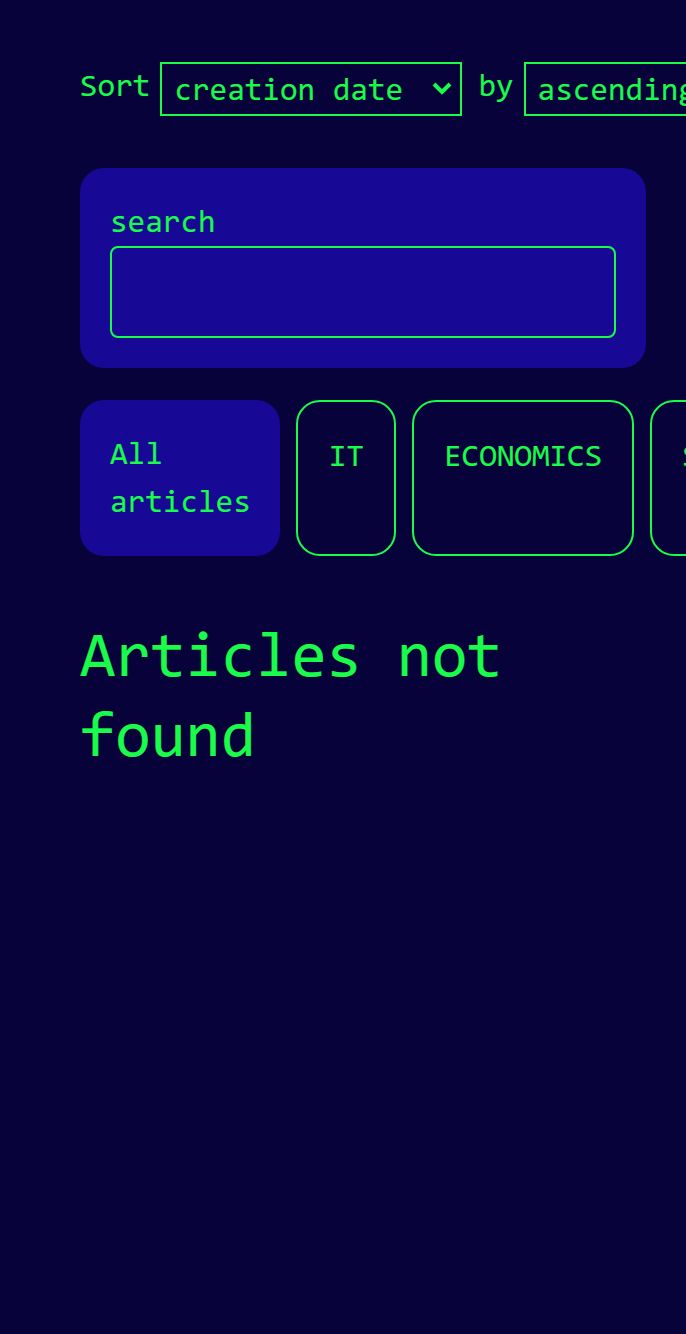 Sort creation date by ascending
search
All articles IT ECONOMICS
Articles not
found